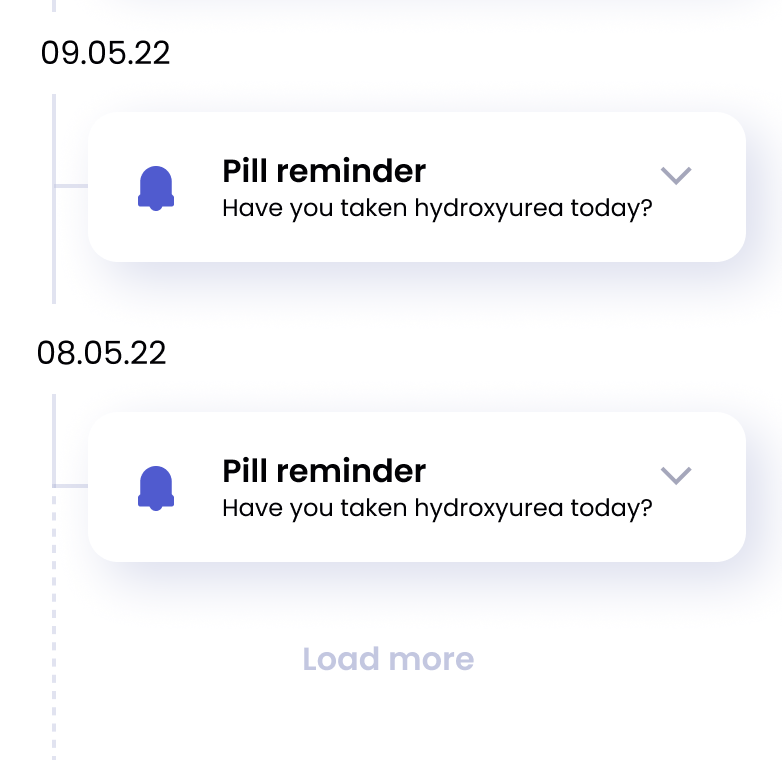 09.05.22
Pill reminder
Have you taken hydroxyurea today?
08.05.22
Pill reminder
Have you taken hydroxyurea today?
Load more